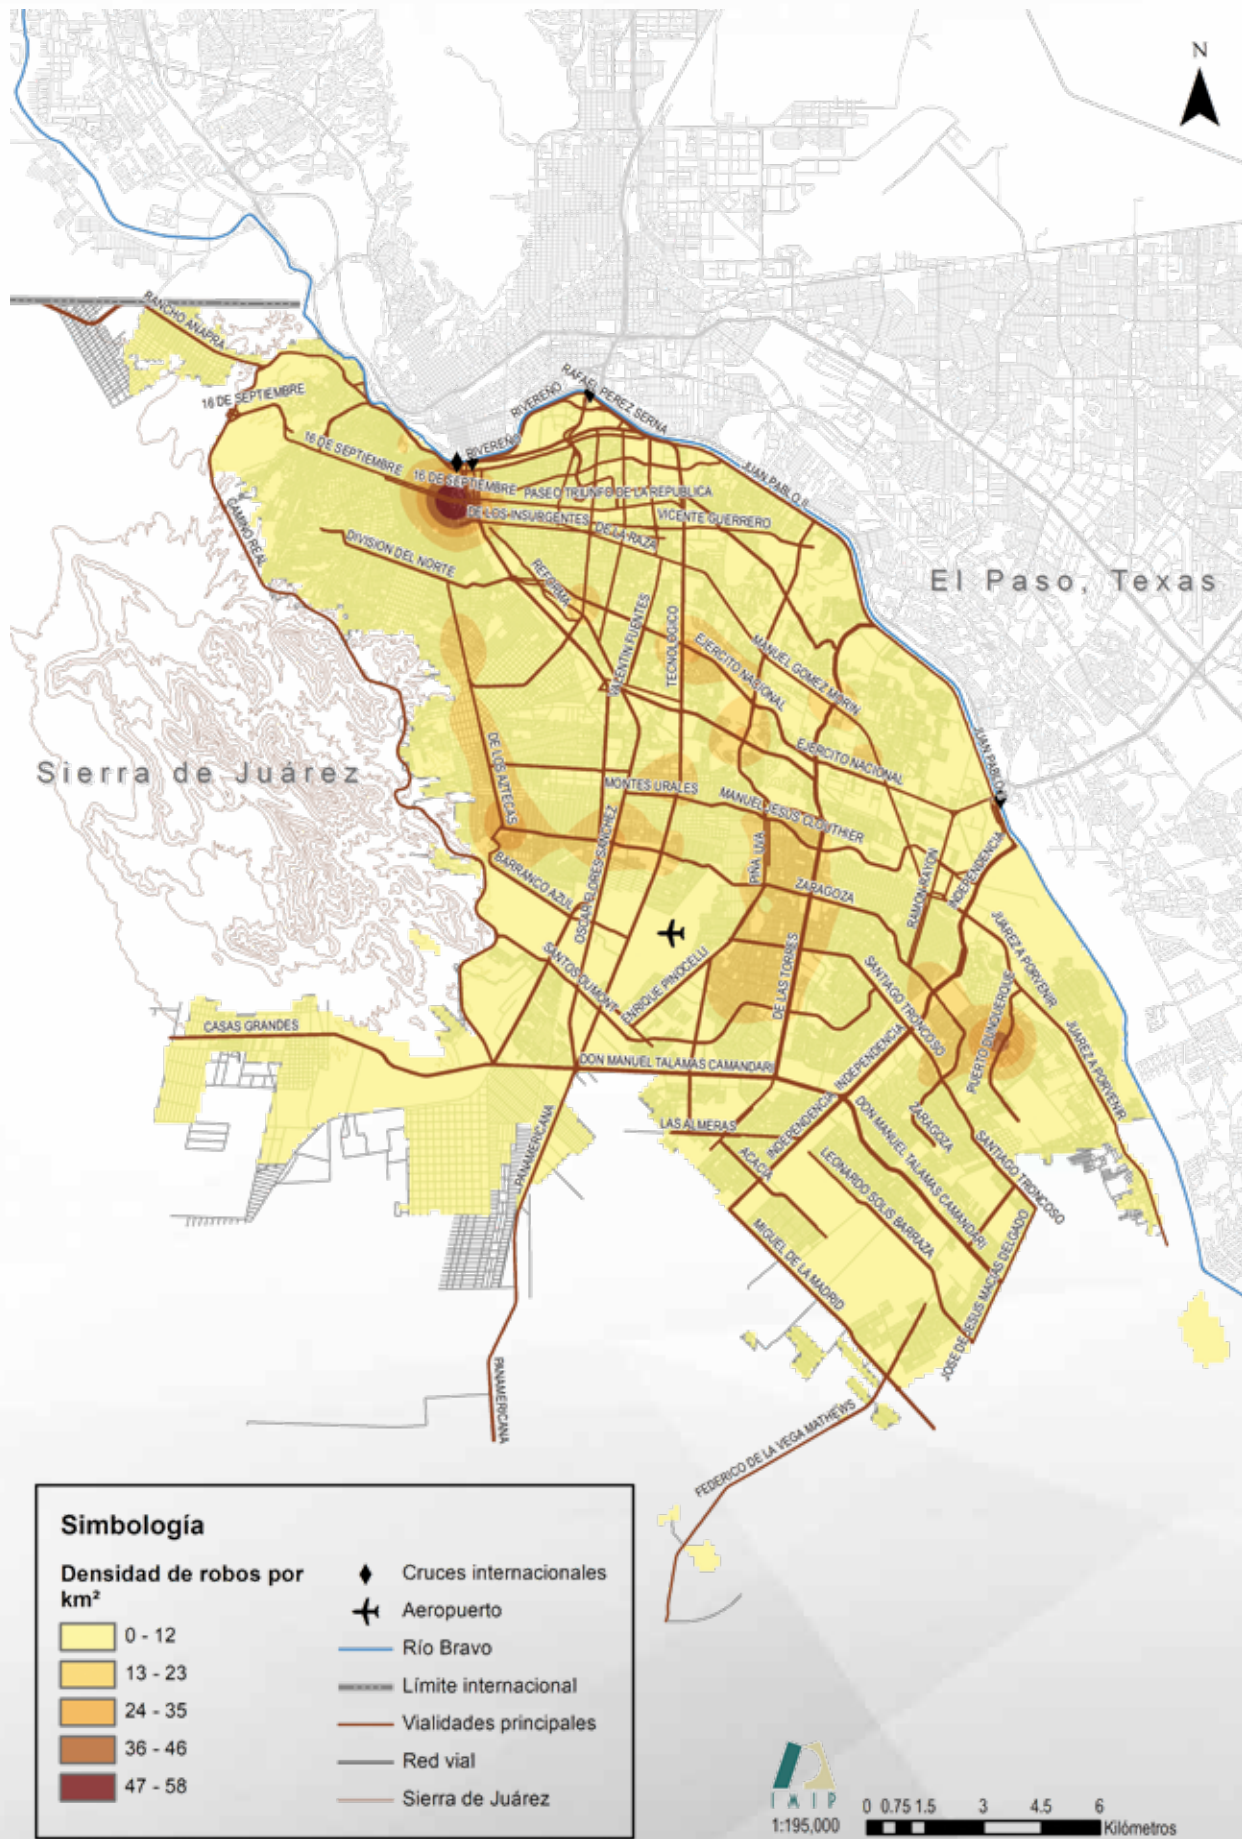 N
RANCHO ANAPRA
16 DE SEPTIEMBRE
RIVEREÑO
RAFAEL PEREZ SERNA
RIVEREÑO
16 DE SEPTIEMBRE
16 DE SEPTIEMBRE
PASEO TRIUNFO DE LA REPUBLICA
JUAN PABLO II
CAMINO REAL
DE LOS INSURGENTES
DE LA RAZA
VICENTE GUERRERO
DIVISION DEL NORTE
REFORMA
El Paso, Texas
VALENTIN FUENTES
TECNOLOGICO
EJERCITO NACIONAL
MANUEL GOMEZ MORIN
JUAN PABLO II
EJERCITO NACIONAL
Sierra de Juárez
DE LOS AZTECAS
MONTES URALES
MANUEL JESUS CLOUTHIER
OSCAR FLORES SANCHEZ
BARRANCO AZUL
PIÑA UVA
ZARAGOZA
RAMON RAYON
INDEPENDENCIA
SANTOS DUMONT
ENRIQUE PINOCELLI
DE LAS TORRES
SANTIAGO TRONCOSO
JUAREZ A PORVENIR
PUERTO DUNQUERQUE
JUAREZ A PORVENIR
CASAS GRANDES
DON MANUEL TALAMAS CAMANDARI
INDEPENDENCIA
INDEPENDENCIA
PANAMERICANA
LAS ALMERAS
ACACIA
DON MANUEL TALAMAS CAMANDARI
ZARAGOZA
SANTIAGO TRONCOSO
LEONARDO SOLIS BARRAZA
MIGUEL DE LA MADRID
JOSE DE JESUS MACIAS DELGADO
PANAMERICANA
FEDERICO DE LA VEGA MATHEWS
Simbología
Densidad de robos por
km²
0 - 12
13 - 23
24 - 35
36 - 46
47 - 58
Cruces internacionales
Aeropuerto
Río Bravo
Límite internacional
Vialidades principales
Red vial
Sierra de Juárez
IMIP
1:195,000
0 0.75 1.5 3 4.5 6
Kilómetros